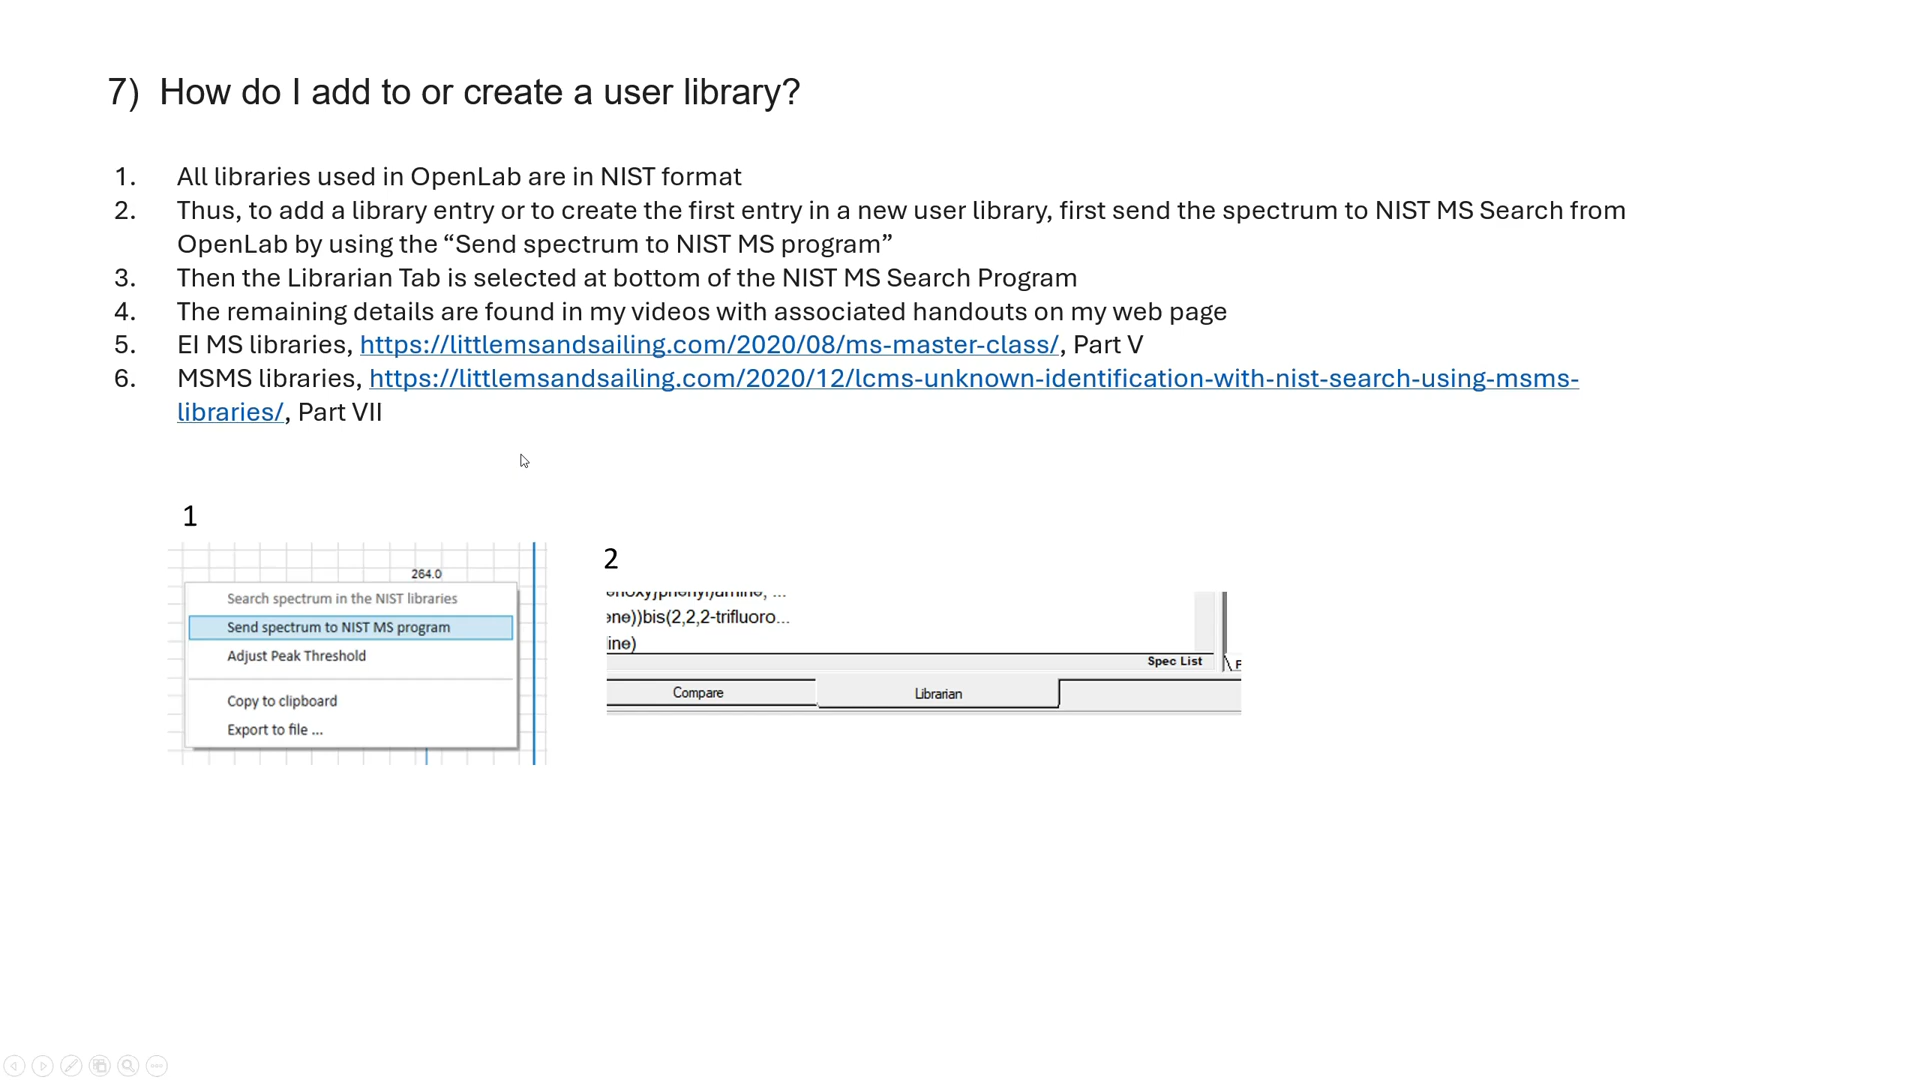 7) How do I add to or create a user library?
1. All libraries used in OpenLab are in NIST format
2. Thus, to add a library entry or to create the first entry in a new user library, first send the spectrum to NIST MS Search from
OpenLab by using the “Send spectrum to NIST MS program”
3. Then the Librarian Tab is selected at bottom of the NIST MS Search Program
4. The remaining details are found in my videos with associated handouts on my web page
5. EI MS libraries, https://littlemsandsailing.com/2020/08/ms-master-class/, Part V
6. MSMS libraries, https://littlemsandsailing.com/2020/12/lcms-unknown-identification-with-nist-search-using-msms-
libraries/, Part VII
1
264.0
Search spectrum in the NIST libraries
Send spectrum to NIST MS program
Adjust Peak Threshold
Copy to clipboard
Export to file ...
2
ene))bis(2,2,2-trifluoro...
line)
Spec List
Compare
Librarian